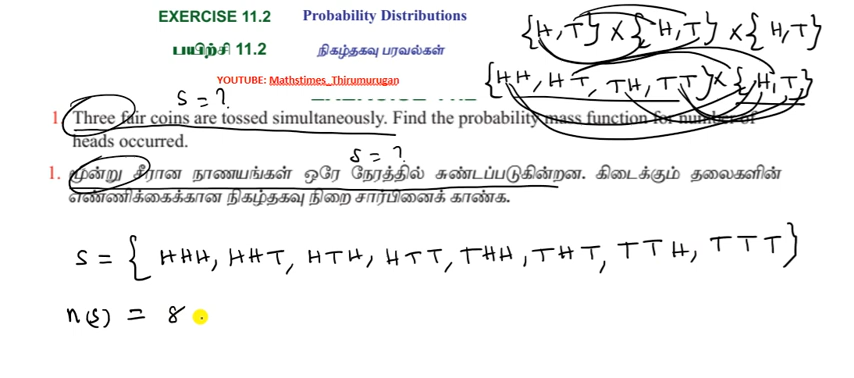 EXERCISE 11.2 Probability Distributions
பயிற்சி 11.2 நிகழ்தகவு பரவல்கள்
{H, T} × {H, T} × {H, T}
{HH, HT, TH, TT} × {H, T}
YOUTUBE: Mathstimes_Thirumurugan
S = ?
1. Three fair coins are tossed simultaneously. Find the probability mass function for number of
heads occurred.
S = ?
1. மூன்று சீரான நாணயங்கள் ஒரே நேரத்தில் சுண்டப்படுகின்றன. கிடைக்கும் தலைகளின்
எண்ணிக்கைக்கான நிகழ்தகவு நிறை சார்பினைக் காண்க.
S = { HHH, HHT, HTH, HTT, THH, THT, TTH, TTT }
n(S) = 8